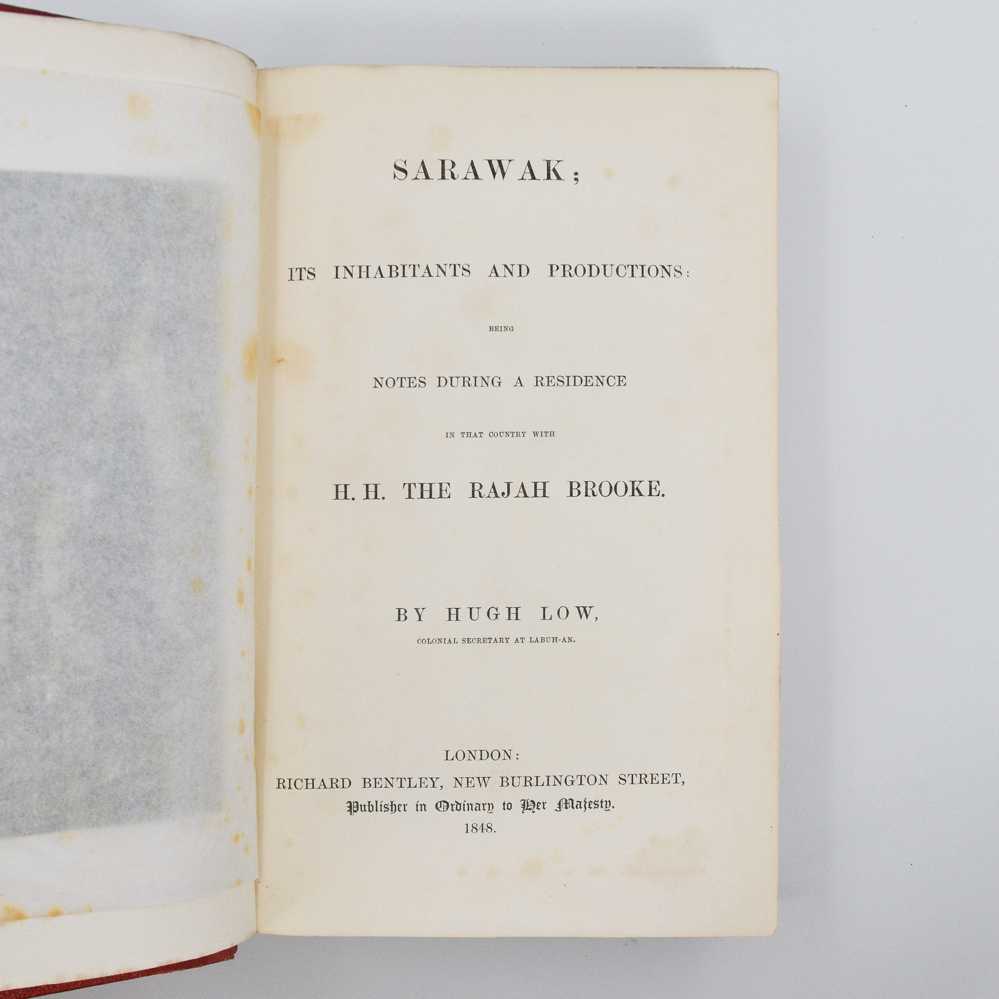 SARAWAK;
ITS INHABITANTS AND PRODUCTIONS:
BEING
NOTES DURING A RESIDENCE
IN THAT COUNTRY WITH
H. H. THE RAJAH BROOKE.
BY HUGH LOW,
COLONIAL SECRETARY AT LABUH-AN.
LONDON:
RICHARD BENTLEY, NEW BURLINGTON STREET,
Publisher in Ordinary to Her Majesty.
1848.